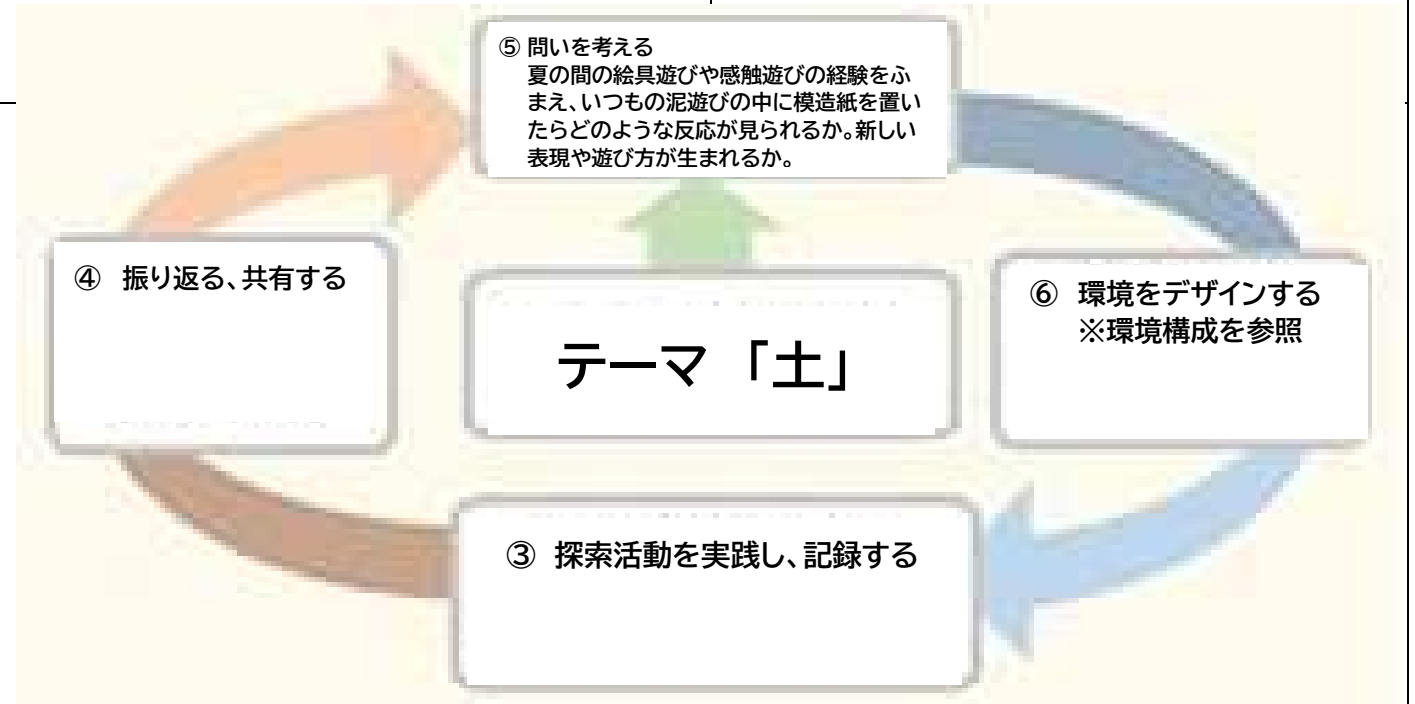 ⑤ 問いを考える
夏の間の絵具遊びや感触遊びの経験をふ
まえ、いつもの泥遊びの中に模造紙を置い
たらどのような反応が見られるか。新しい
表現や遊び方が生まれるか。
④ 振り返る、共有する
テーマ「土」
⑥ 環境をデザインする
※環境構成を参照
③ 探索活動を実践し、記録する